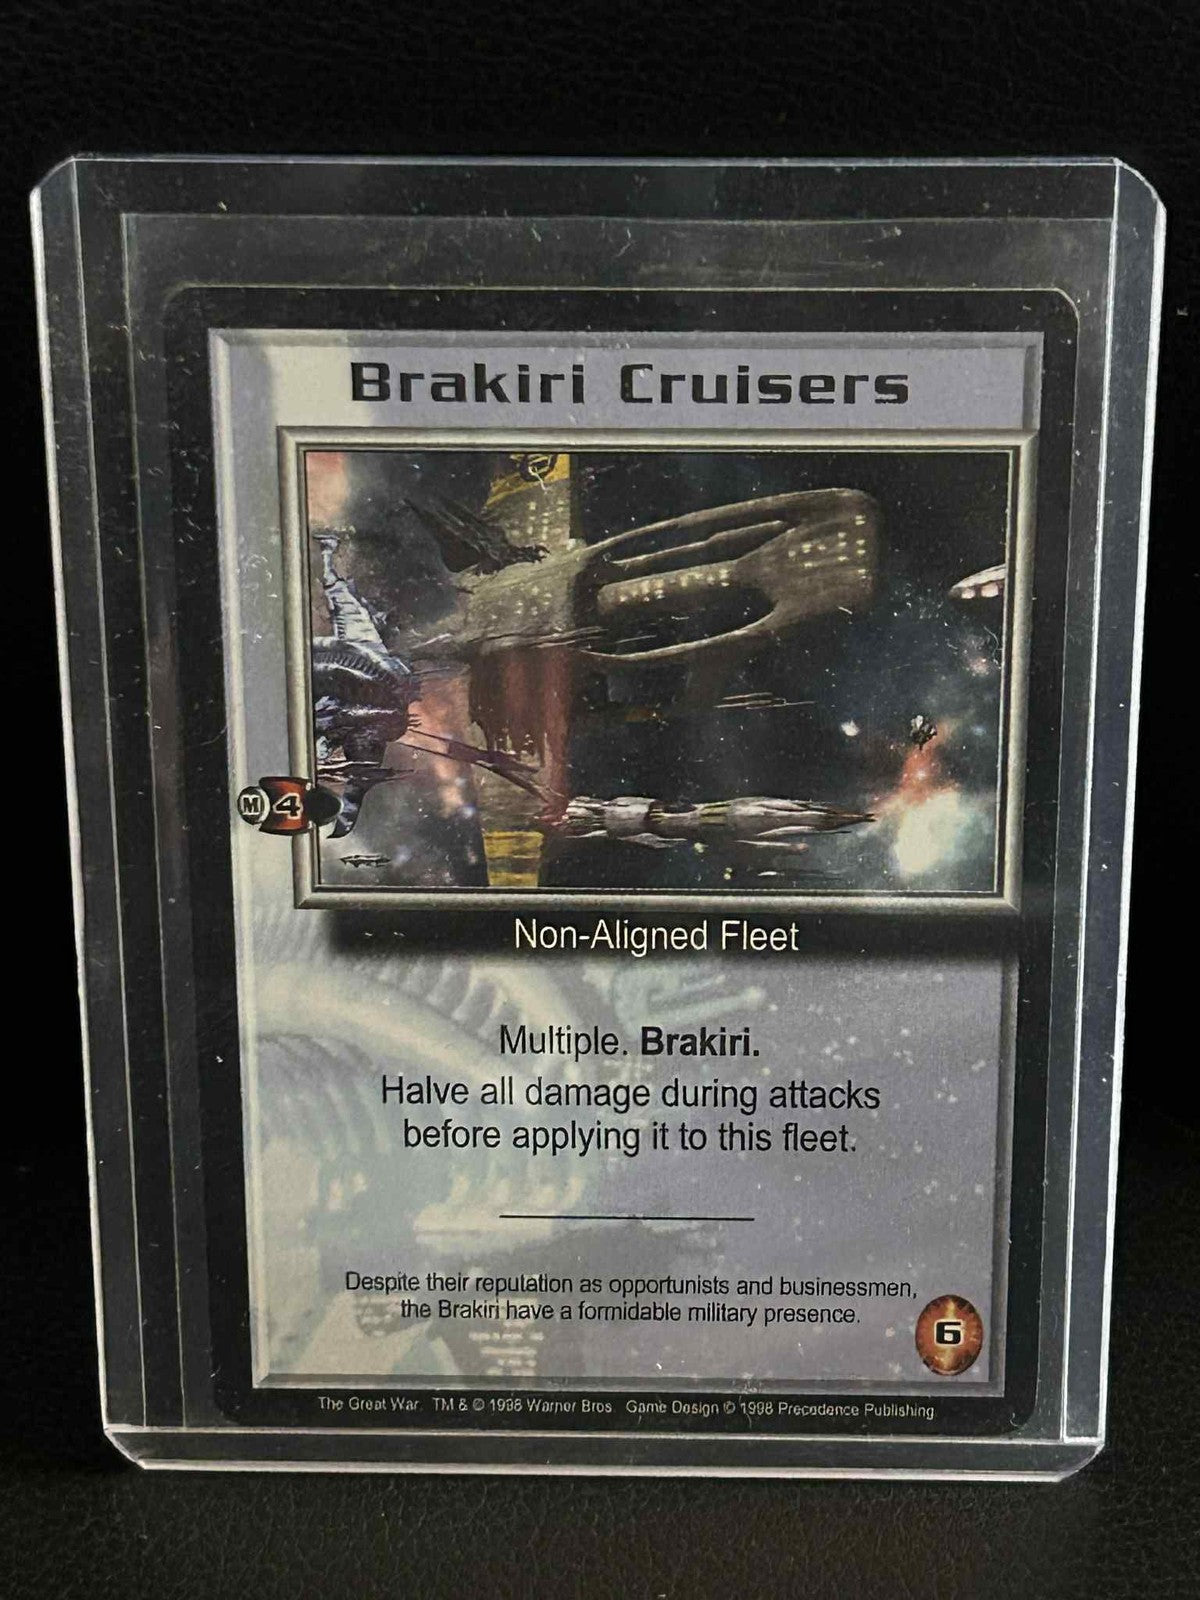 Brakiri Cruisers
M 4
Non-Aligned Fleet
Multiple. Brakiri.
Halve all damage during attacks
before applying it to this fleet.
Despite their reputation as opportunists and businessmen,
the Brakiri have a formidable military presence.
6
The Great War. TM & © 1998 Warner Bros. Game Design © 1998 Precedence Publishing.